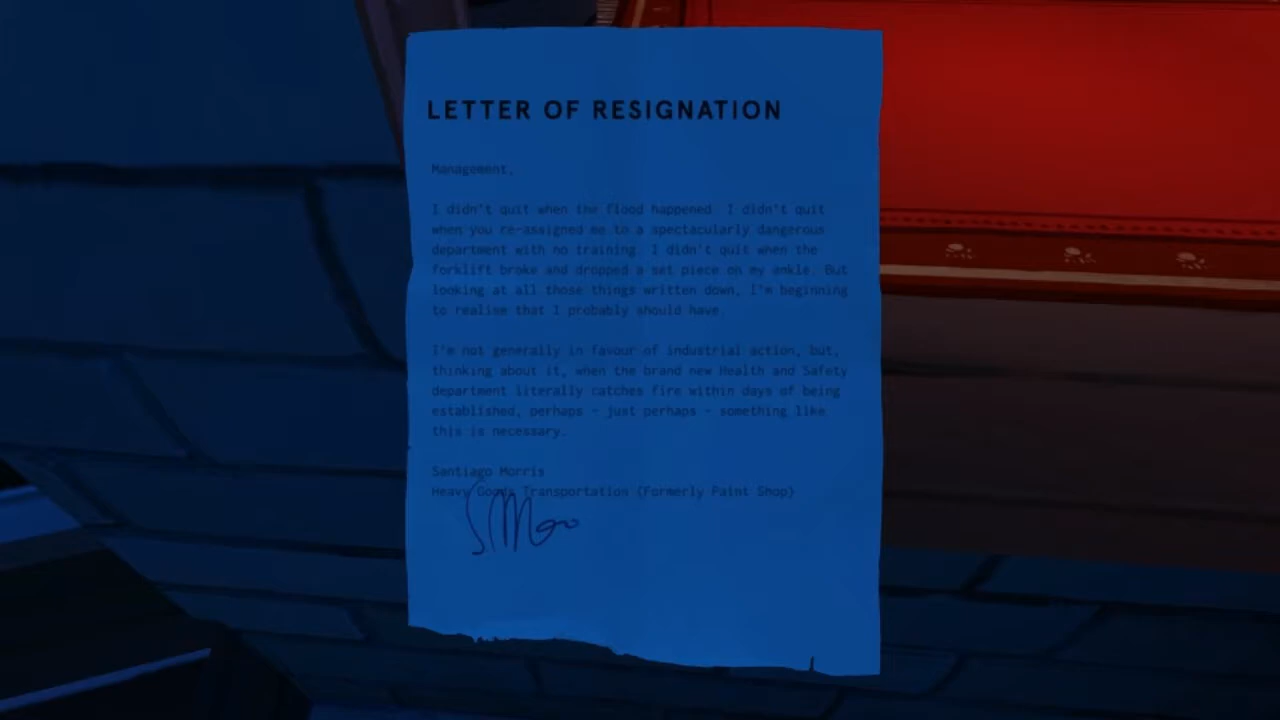 LETTER OF RESIGNATION
Management,
I didn't quit when the flood happened. I didn't quit
when you re-assigned me to a spectacularly dangerous
department with no training. I didn't quit when the
forklift broke and dropped a set piece on my ankle. But
looking at all those things written down, I'm beginning
to realise that I probably should have.
I'm not generally in favour of industrial action, but,
thinking about it, when the brand new Health and Safety
department literally catches fire within days of being
established, perhaps - just perhaps - something like
this is necessary.
Santiago Morris
Heavy Goods Transportation (Formerly Paint Shop)
SMo